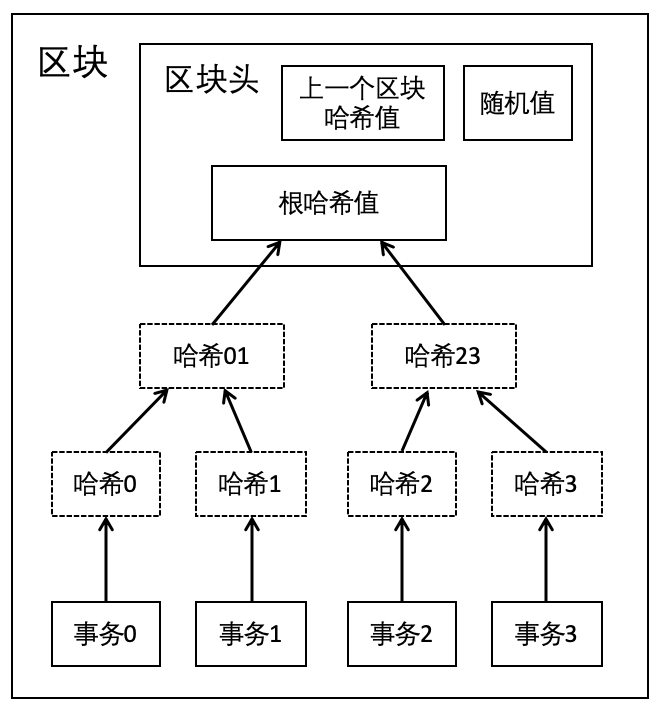 区块
区块头
上一个区块
哈希值
随机值
根哈希值
哈希01
哈希23
哈希0
哈希1
哈希2
哈希3
事务0
事务1
事务2
事务3